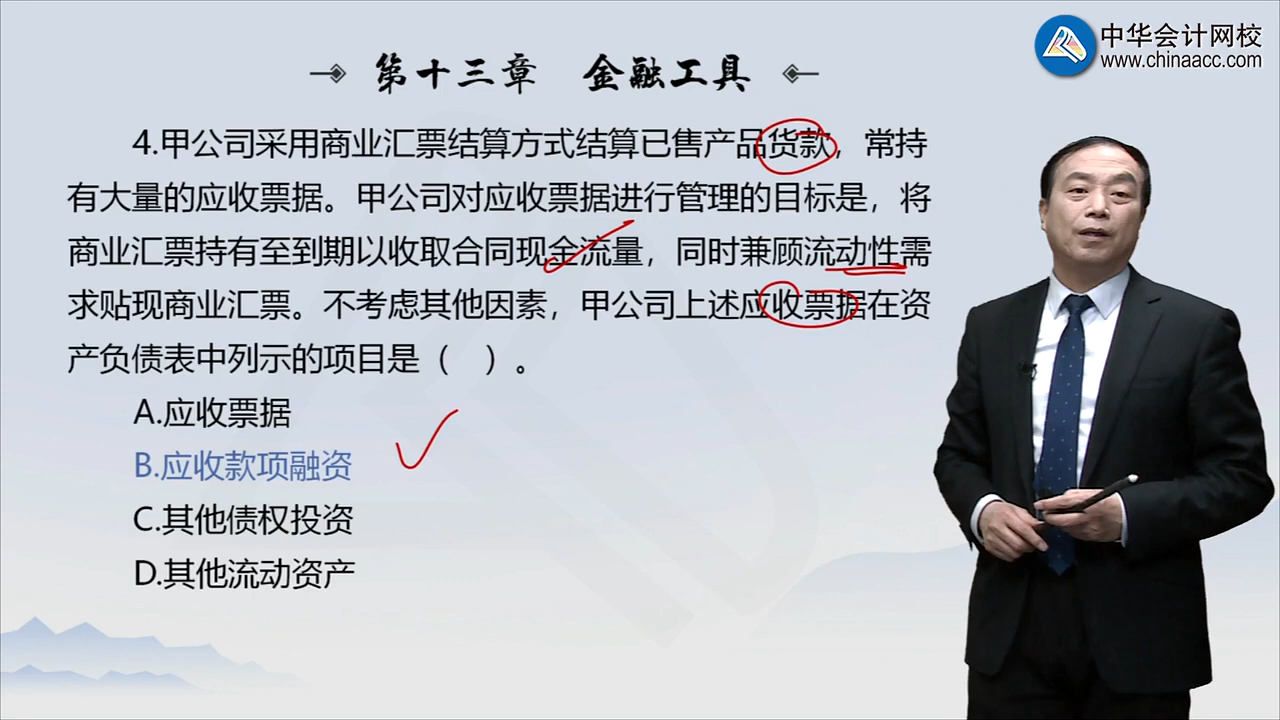 中华会计网校
www.chinaacc.com
第十三章 金融工具
4.甲公司采用商业汇票结算方式结算已售产品货款，常持
有大量的应收票据。甲公司对应收票据进行管理的目标是，将
商业汇票持有至到期以收取合同现金流量，同时兼顾流动性需
求贴现商业汇票。不考虑其他因素，甲公司上述应收票据在资
产负债表中列示的项目是（ ）。
A.应收票据
B.应收款项融资
C.其他债权投资
D.其他流动资产